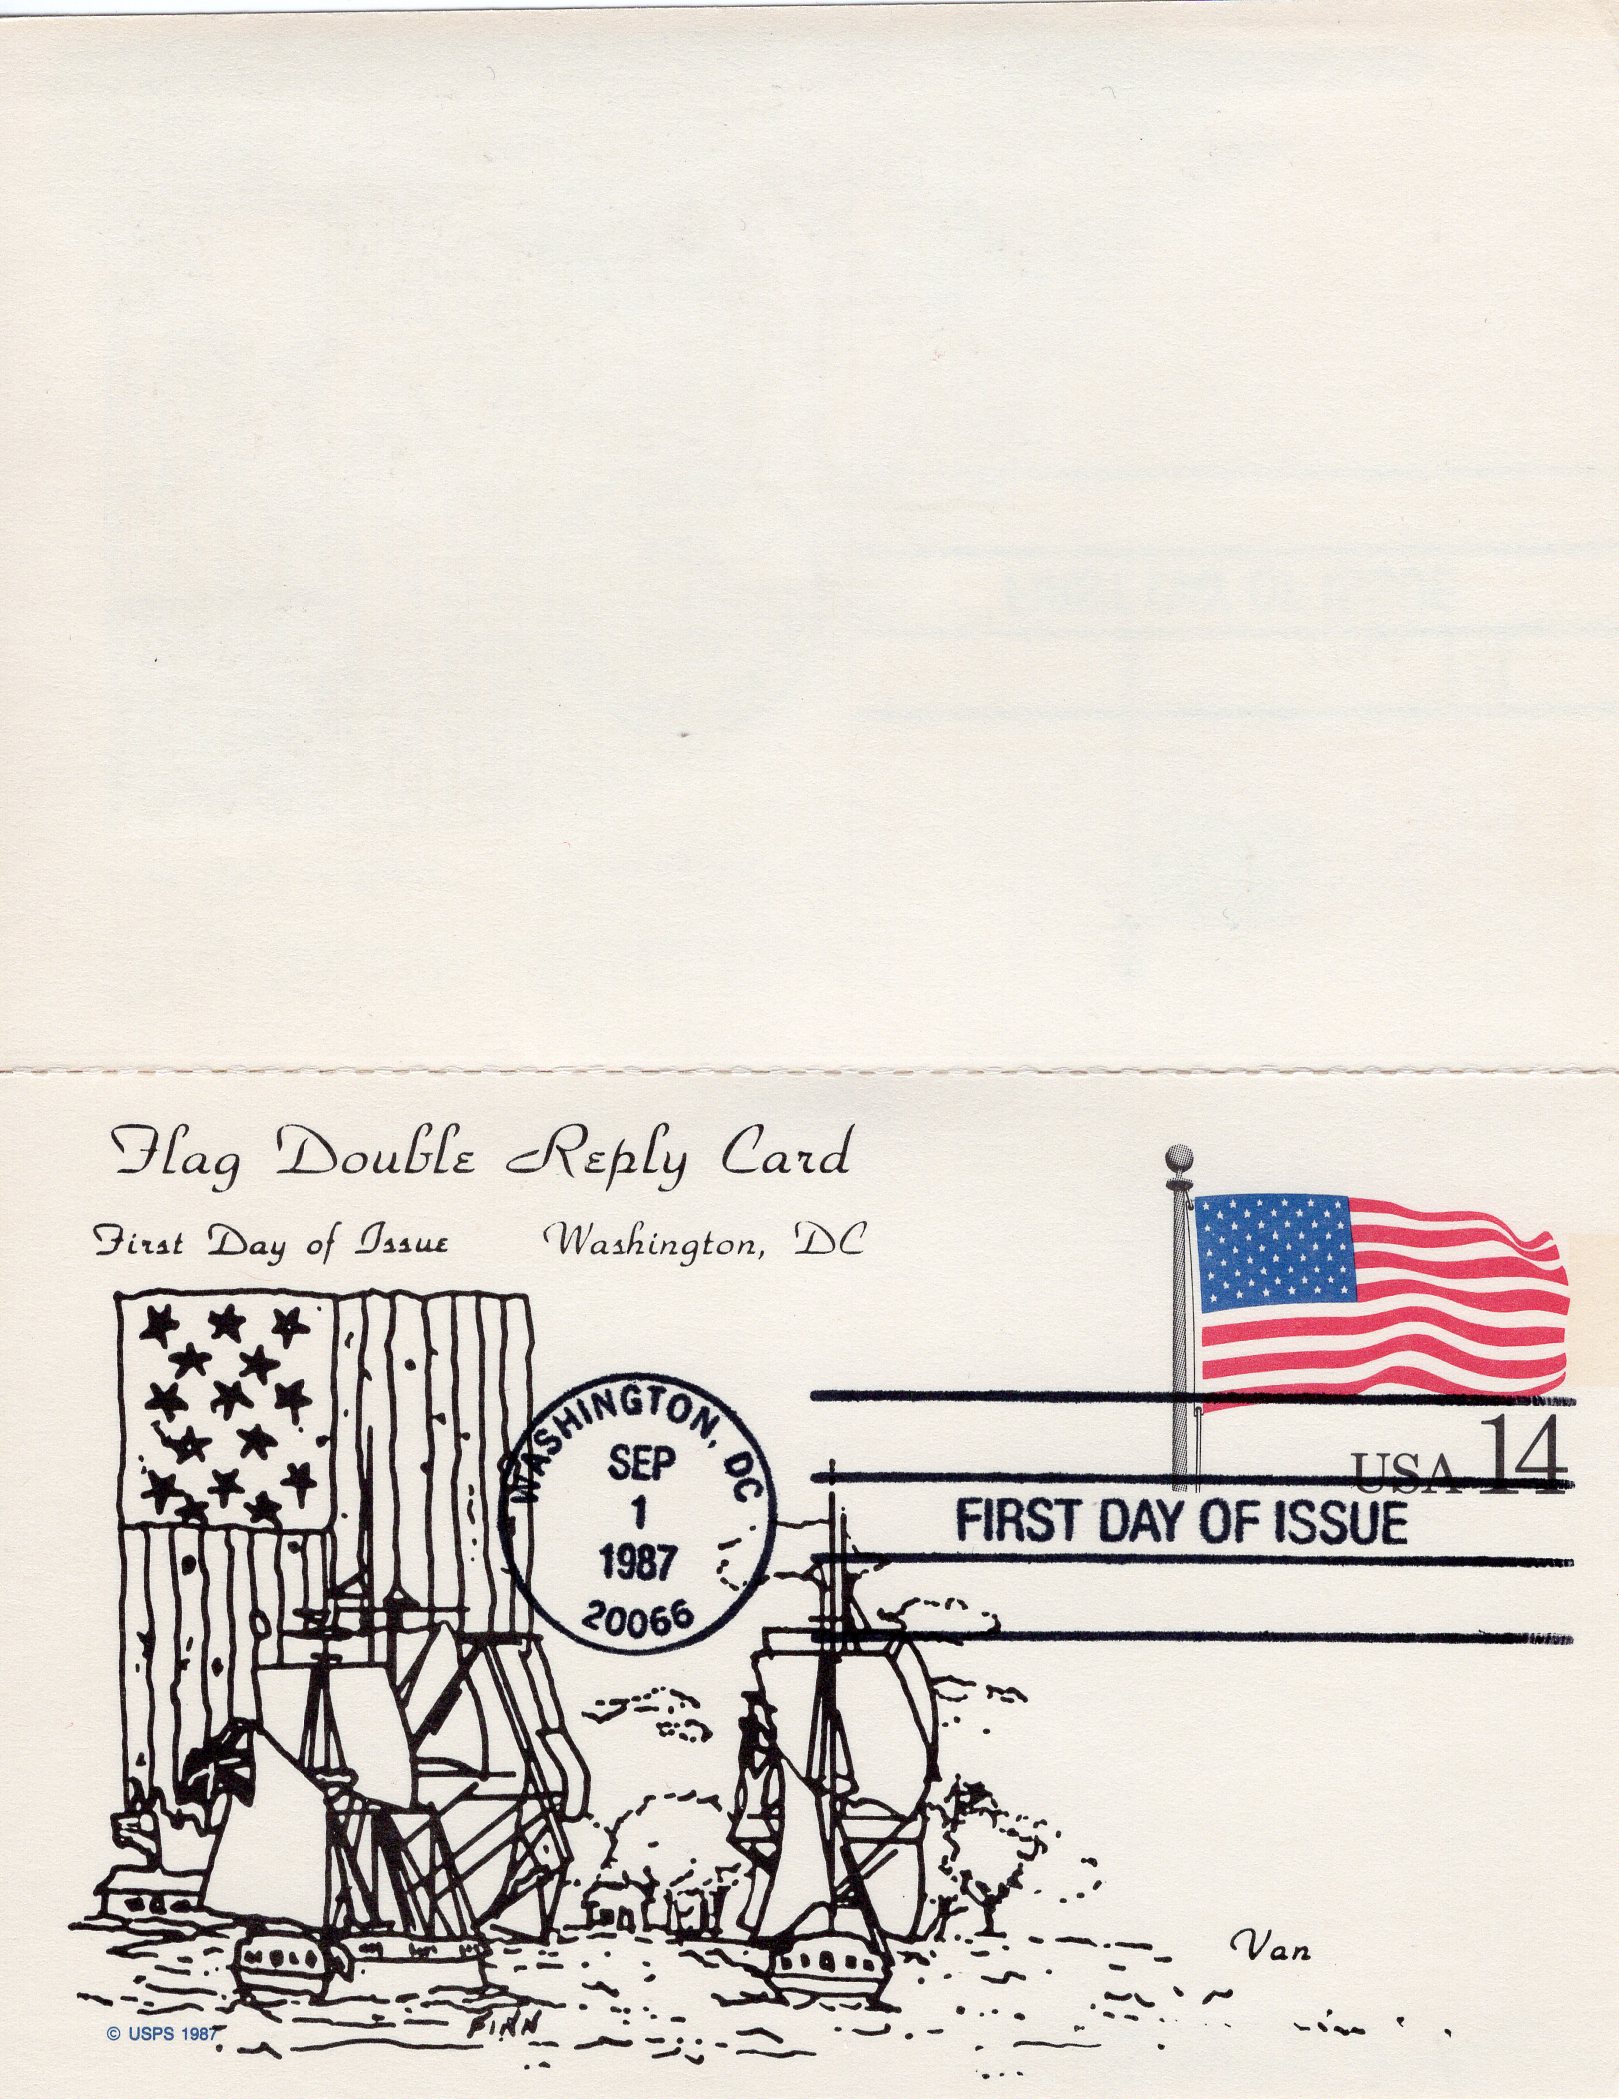 Flag Double Reply Card
First Day of Issue Washington, DC
WASHINGTON, DC
SEP
1
1987
20066
USA 14
FIRST DAY OF ISSUE
Van
FINN
© USPS 1987